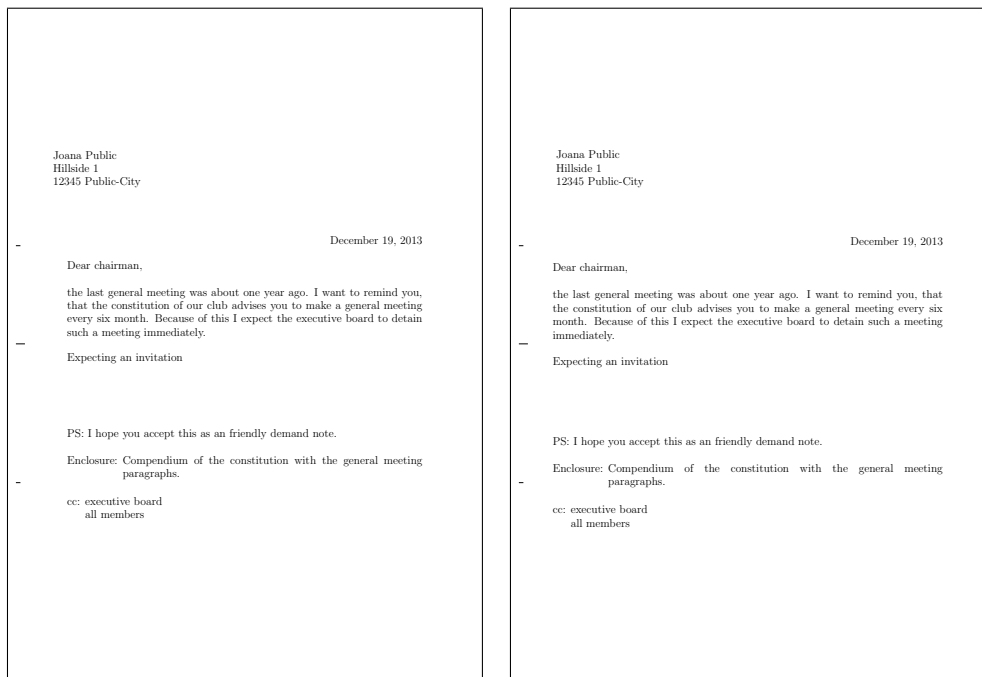 Joana Public
Hillside 1
12345 Public-City
December 19, 2013
Dear chairman,
the last general meeting was about one year ago. I want to remind you,
that the constitution of our club advises you to make a general meeting
every six month. Because of this I expect the executive board to detain
such a meeting immediately.
Expecting an invitation
PS: I hope you accept this as an friendly demand note.
Enclosure: Compendium of the constitution with the general meeting
paragraphs.
cc: executive board
all members
Joana Public
Hillside 1
12345 Public-City
December 19, 2013
Dear chairman,
the last general meeting was about one year ago. I want to remind you, that
the constitution of our club advises you to make a general meeting every six
month. Because of this I expect the executive board to detain such a meeting
immediately.
Expecting an invitation
PS: I hope you accept this as an friendly demand note.
Enclosure: Compendium of the constitution with the general meeting
paragraphs.
cc: executive board
all members